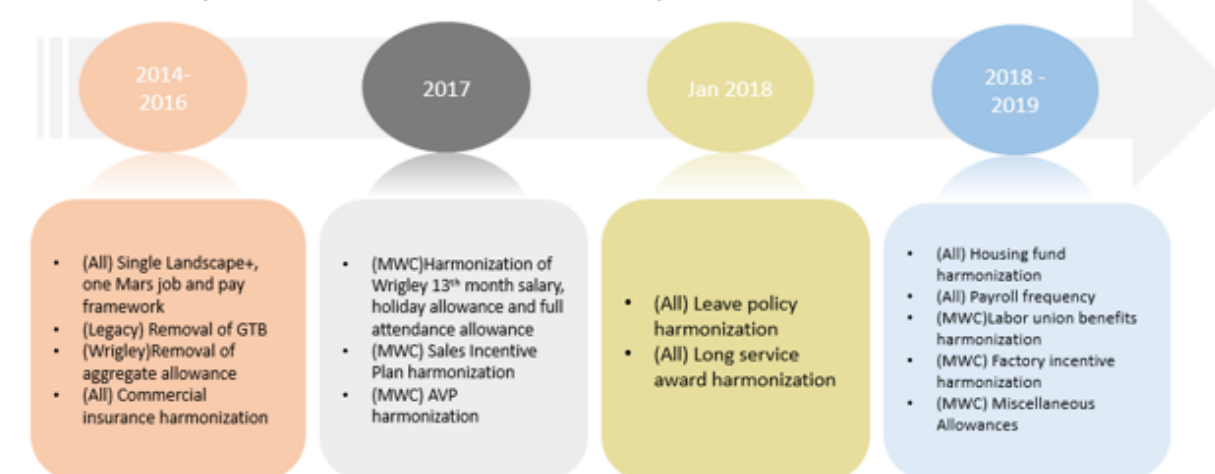 2014-
2016
2017
Jan 2018
2018 -
2019
• (All) Single Landscape+,
one Mars job and pay
framework
• (Legacy) Removal of GTB
• (Wrigley)Removal of
aggregate allowance
• (All) Commercial
insurance harmonization
• (MWC)Harmonization of
Wrigley 13th month salary,
holiday allowance and full
attendance allowance
• (MWC) Sales Incentive
Plan harmonization
• (MWC) AVP
harmonization
• (All) Leave policy
harmonization
• (All) Long service
award harmonization
• (All) Housing fund
harmonization
• (All) Payroll frequency
• (MWC)Labor union benefits
harmonization
• (MWC) Factory incentive
harmonization
• (MWC) Miscellaneous
Allowances